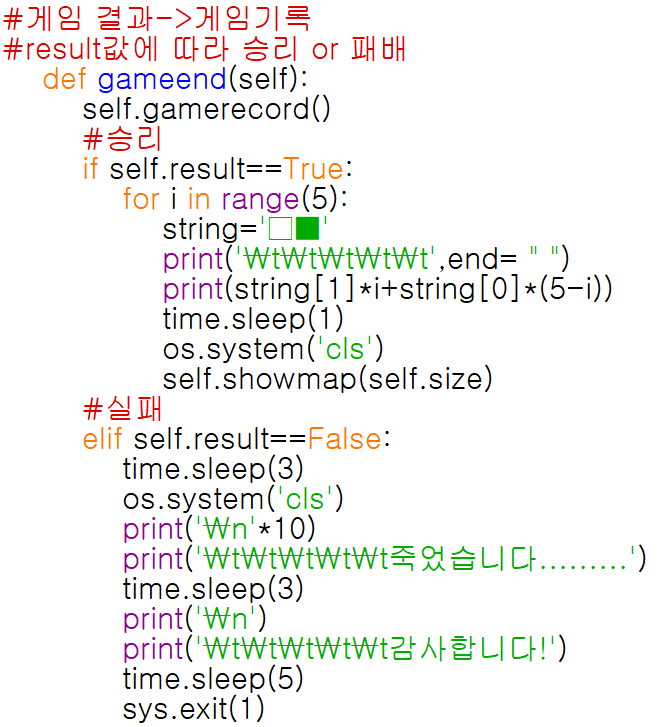 #게임 결과->게임기록
#result값에 따라 승리 or 패배
def gameend(self):
self.gamerecord()
#승리
if self.result==True:
for i in range(5):
string='□■'
print('₩t₩t₩t₩t₩t',end= " ")
print(string[1]*i+string[0]*(5-i))
time.sleep(1)
os.system('cls')
self.showmap(self.size)
#실패
elif self.result==False:
time.sleep(3)
os.system('cls')
print('₩n'*10)
print('₩t₩t₩t₩t₩t죽었습니다.........')
time.sleep(3)
print('₩n')
print('₩t₩t₩t₩t₩t감사합니다!')
time.sleep(5)
sys.exit(1)